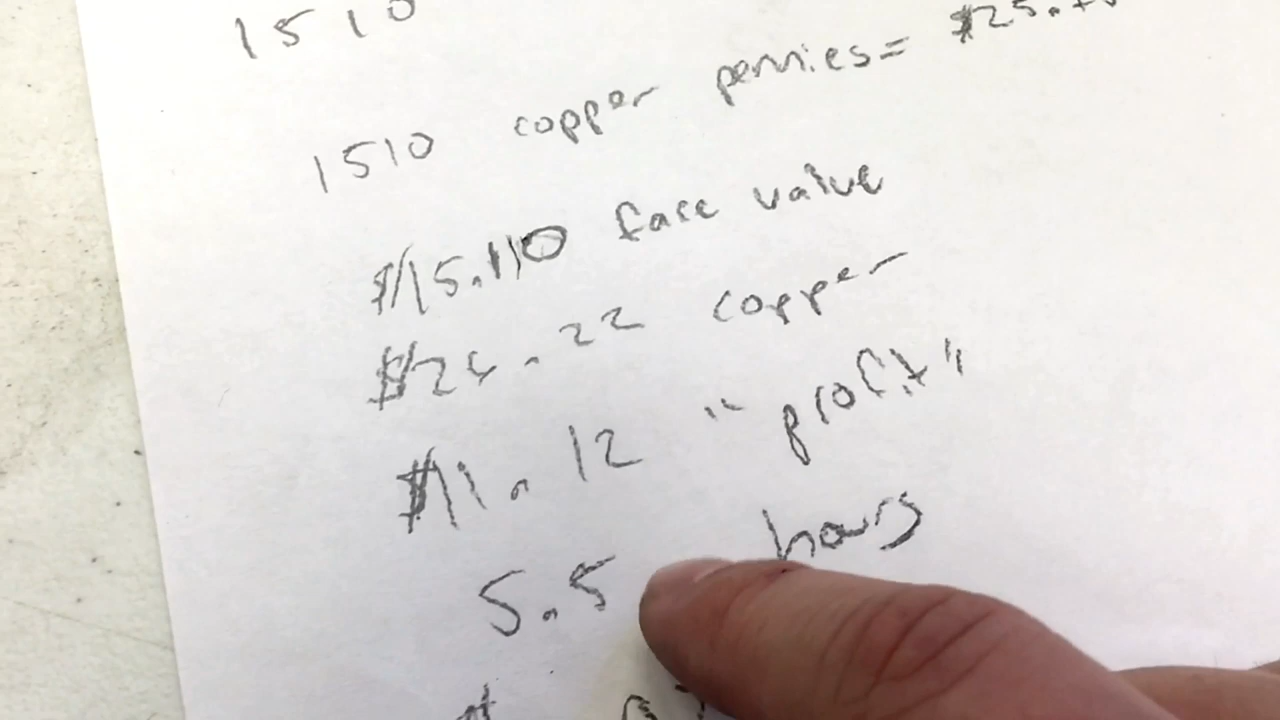 1510
1510 copper pennies=
$15.10 face value
$26.22 copper
$11.12 "profit"
5.5 hours